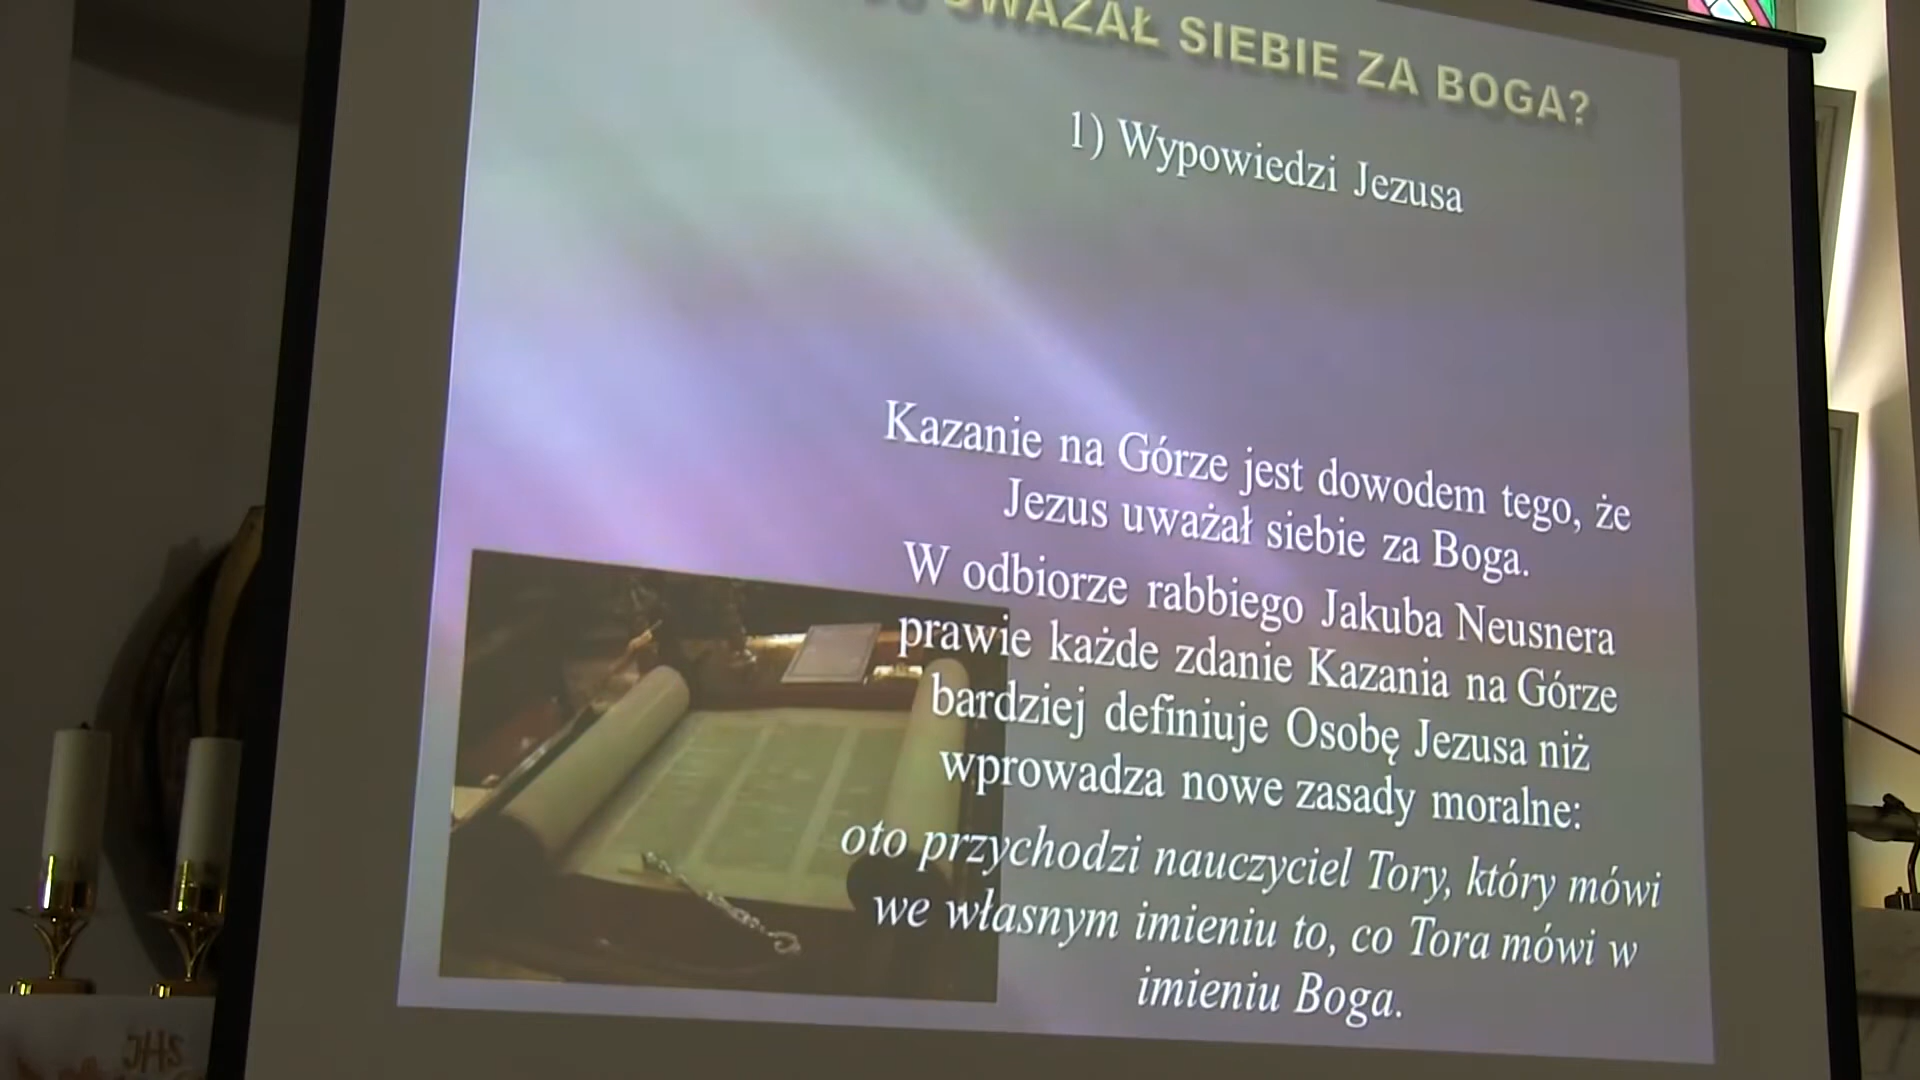 UWAŻAŁ SIEBIE ZA BOGA?
1) Wypowiedzi Jezusa
Kazanie na Górze jest dowodem tego, że
Jezus uważał siebie za Boga.
W odbiorze rabbiego Jakuba Neusnera
prawie każde zdanie Kazania na Górze
bardziej definiuje Osobę Jezusa niż
wprowadza nowe zasady moralne:
oto przychodzi nauczyciel Tory, który mówi
we własnym imieniu to, co Tora mówi w
imieniu Boga.
JHS